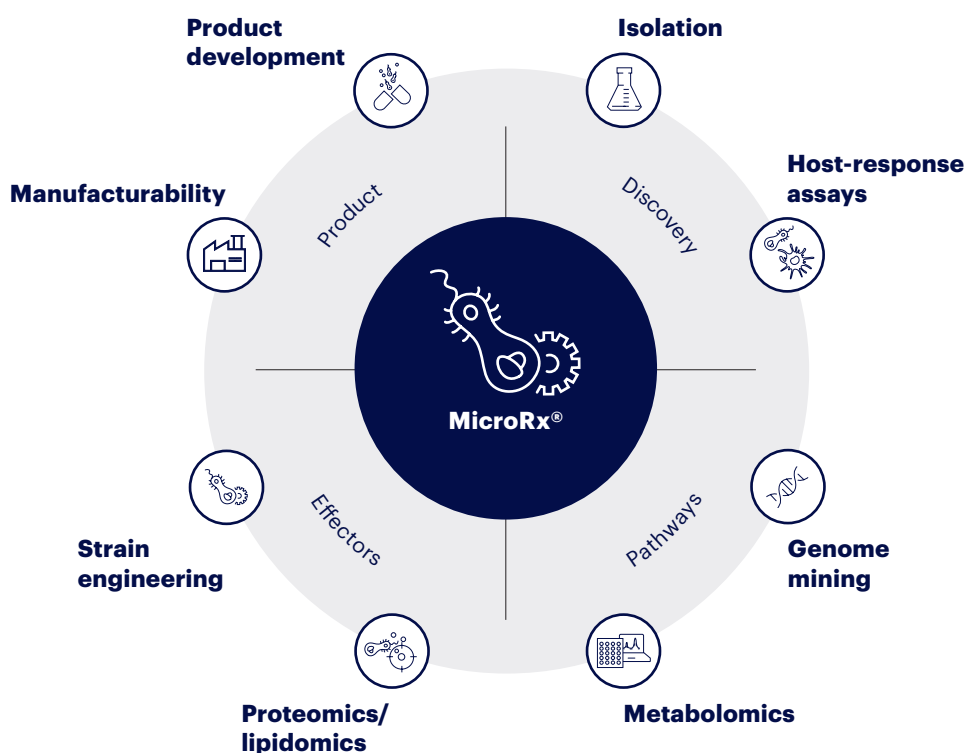 Product
development
Isolation
Manufacturability
Host-response
assays
Product
Discovery
MicroRx®
Effectors
Pathways
Strain
engineering
Genome
mining
Proteomics/
lipidomics
Metabolomics